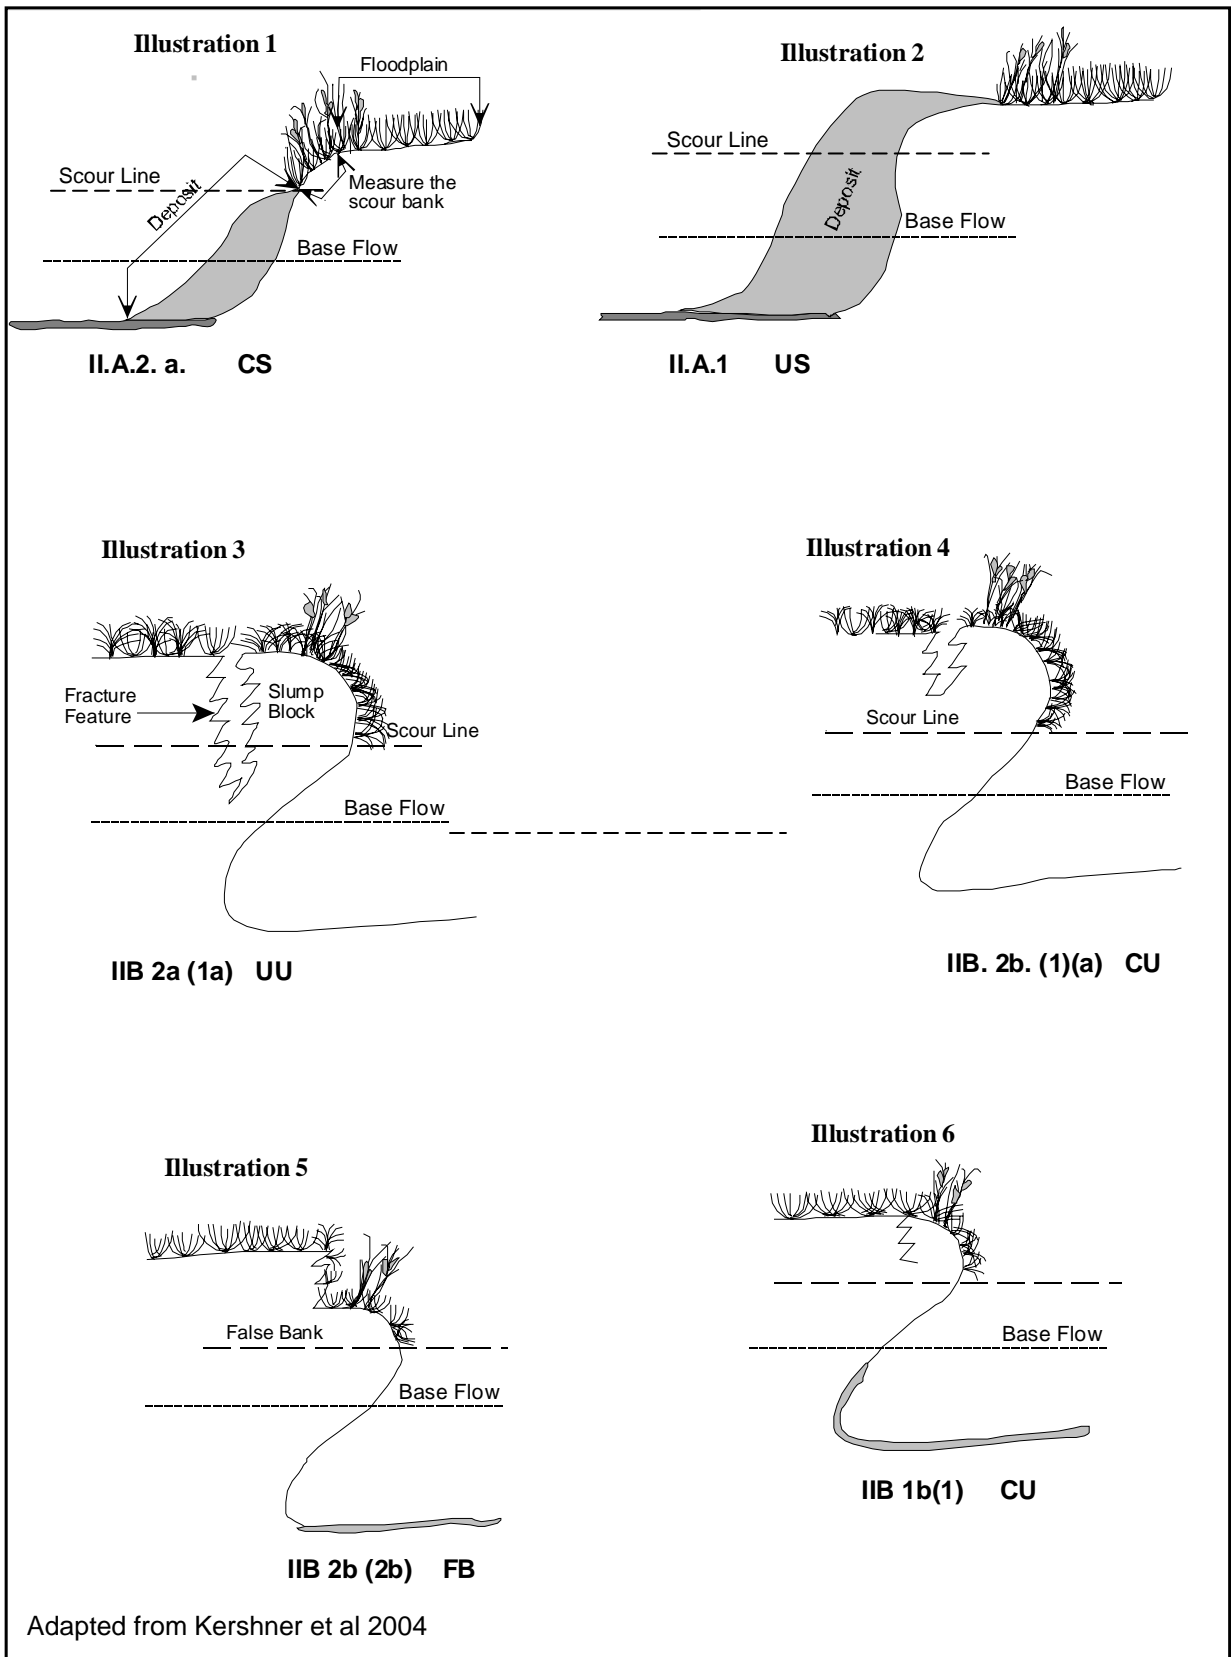 Illustration 1
Floodplain
Scour Line
Deposit
Measure the
scour bank
Base Flow
II.A.2. a. CS
Illustration 2
Scour Line
Deposit
Base Flow
II.A.1 US
Illustration 3
Fracture
Feature
Slump
Block
Scour Line
Base Flow
IIB 2a (1a) UU
Illustration 4
Scour Line
Base Flow
IIB. 2b. (1)(a) CU
Illustration 5
False Bank
Base Flow
IIB 2b (2b) FB
Illustration 6
Base Flow
IIB 1b(1) CU
Adapted from Kershner et al 2004